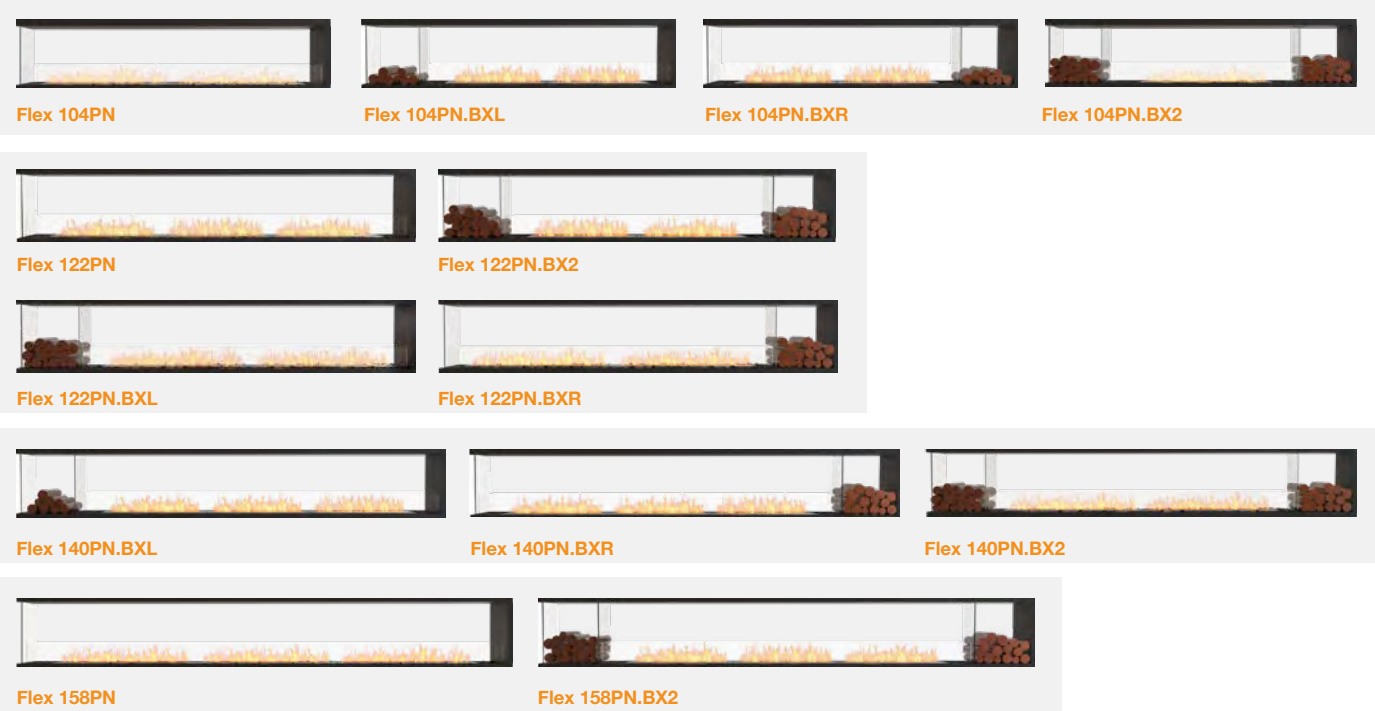 Flex 104PN
Flex 104PN.BXL
Flex 104PN.BXR
Flex 104PN.BX2
Flex 122PN
Flex 122PN.BX2
Flex 122PN.BXL
Flex 122PN.BXR
Flex 140PN.BXL
Flex 140PN.BXR
Flex 140PN.BX2
Flex 158PN
Flex 158PN.BX2